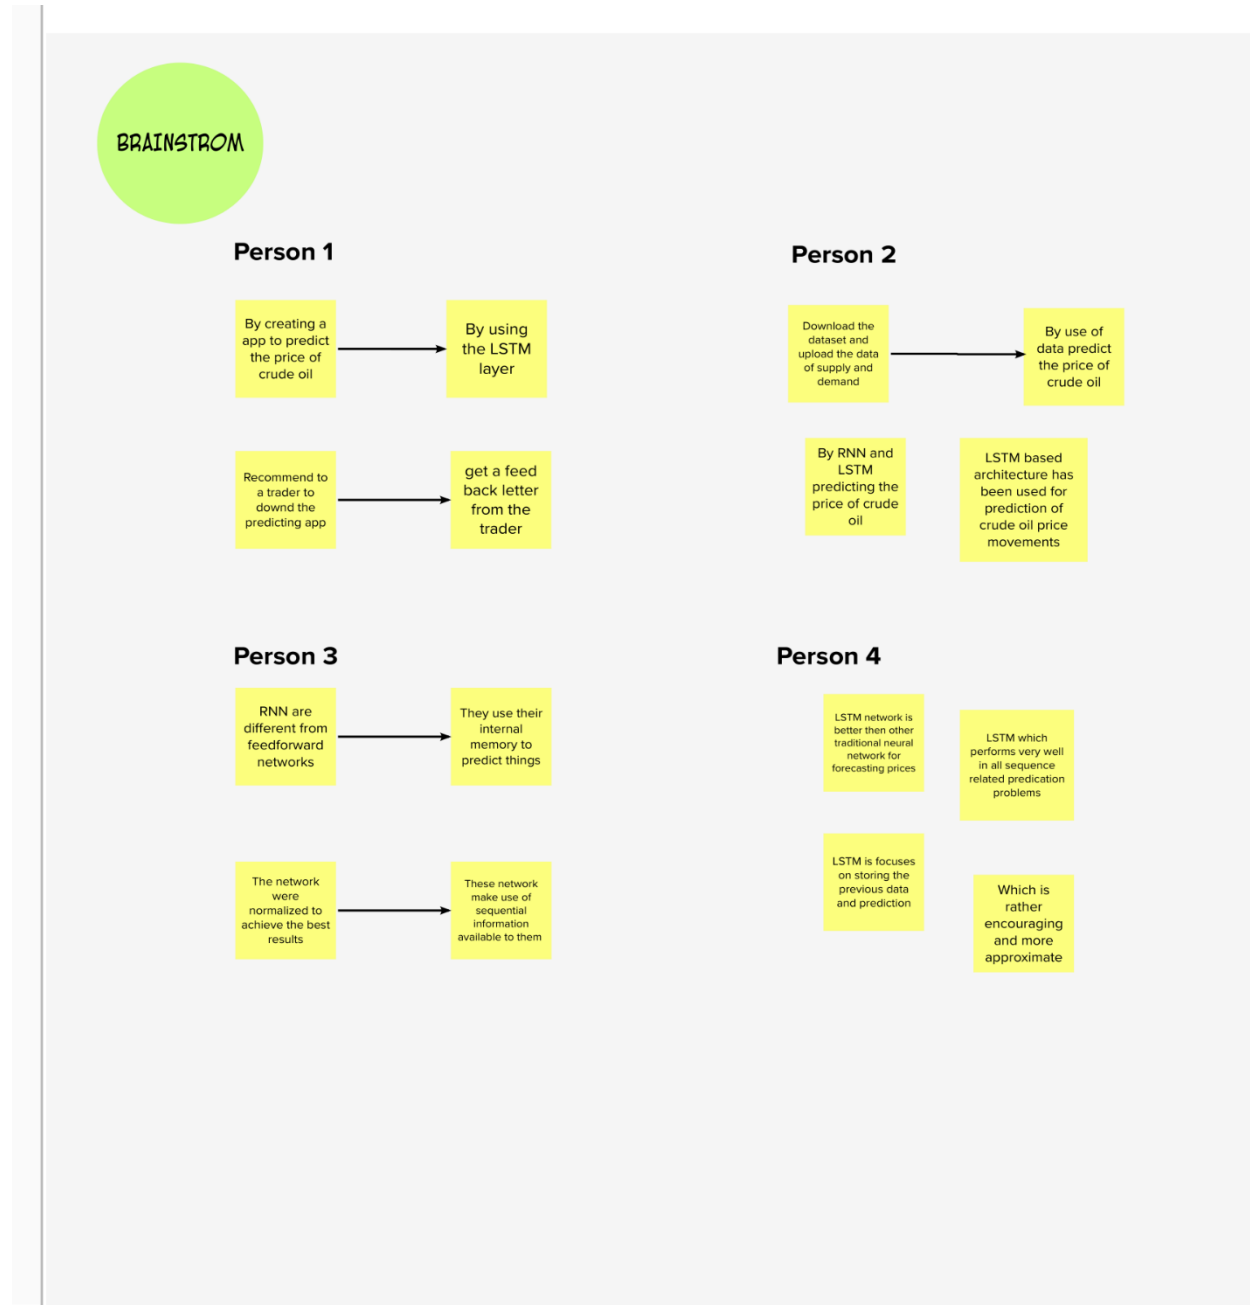 BRAINSTROM
Person 1
By creating a
app to predict
the price of
crude oil
By using
the LSTM
layer
Recommend to
a trader to
downd the
predicting app
get a feed
back letter
from the
trader
Person 2
Download the
dataset and
upload the data
of supply and
demand
By use of
data predict
the price of
crude oil
By RNN and
LSTM
predicting the
price of crude
oil
LSTM based
architecture has
been used for
prediction of
crude oil price
movements
Person 3
RNN are
different from
feedforward
networks
They use their
internal
memory to
predict things
The network
were
normalized to
achieve the best
results
These network
make use of
sequential
information
available to them
Person 4
LSTM network is
better then other
traditional neural
network for
forecasting prices
LSTM which
performs very well
in all sequence
related predication
problems
LSTM is focuses
on storing the
previous data
and prediction
Which is
rather
encouraging
and more
approximate